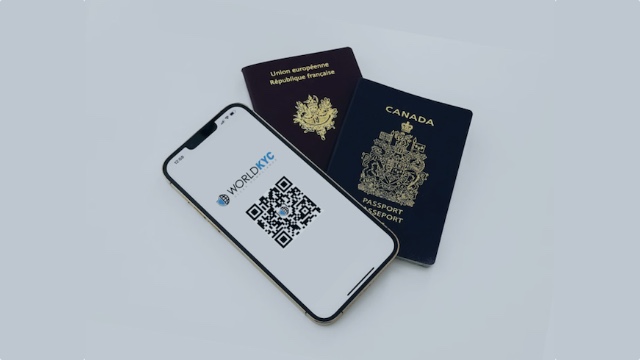 Union européenne
République française
CANADA
PASSPORT
PASSEPORT
WORLDKYC